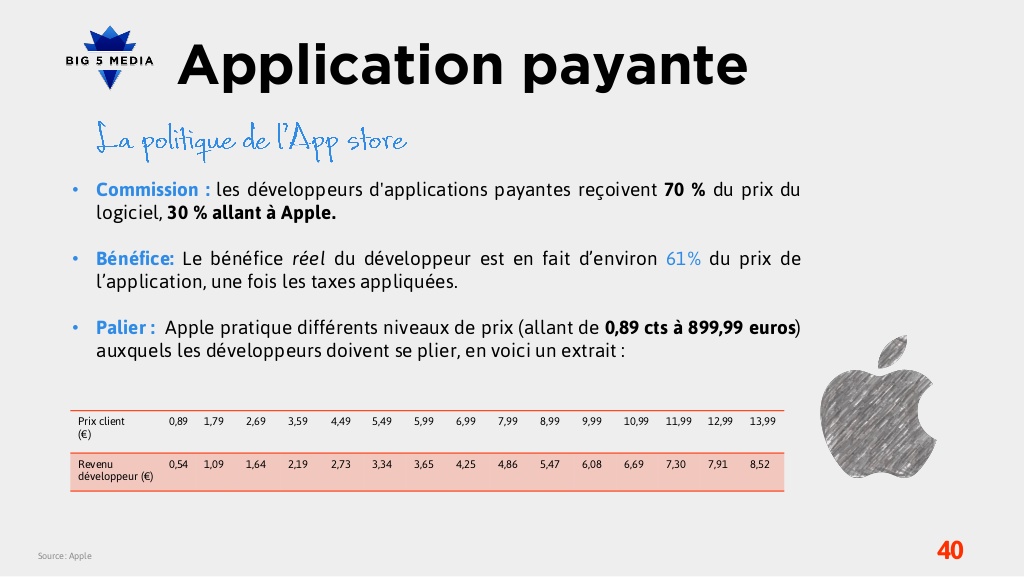 BIG 5 MEDIA
Application payante
La politique de l'App store
• Commission : les développeurs d'applications payantes reçoivent 70 % du prix du
logiciel, 30 % allant à Apple.
• Bénéfice: Le bénéfice réel du développeur est en fait d’environ 61% du prix de
l’application, une fois les taxes appliquées.
• Palier : Apple pratique différents niveaux de prix (allant de 0,89 cts à 899,99 euros)
auxquels les développeurs doivent se plier, en voici un extrait :
Prix client 0,89 1,79 2,69 3,59 4,49 5,49 5,99 6,99 7,99 8,99 9,99 10,99 11,99 12,99 13,99
(€)
Revenu 0,54 1,09 1,64 2,19 2,73 3,34 3,65 4,25 4,86 5,47 6,08 6,69 7,30 7,91 8,52
développeur (€)
Source: Apple
40